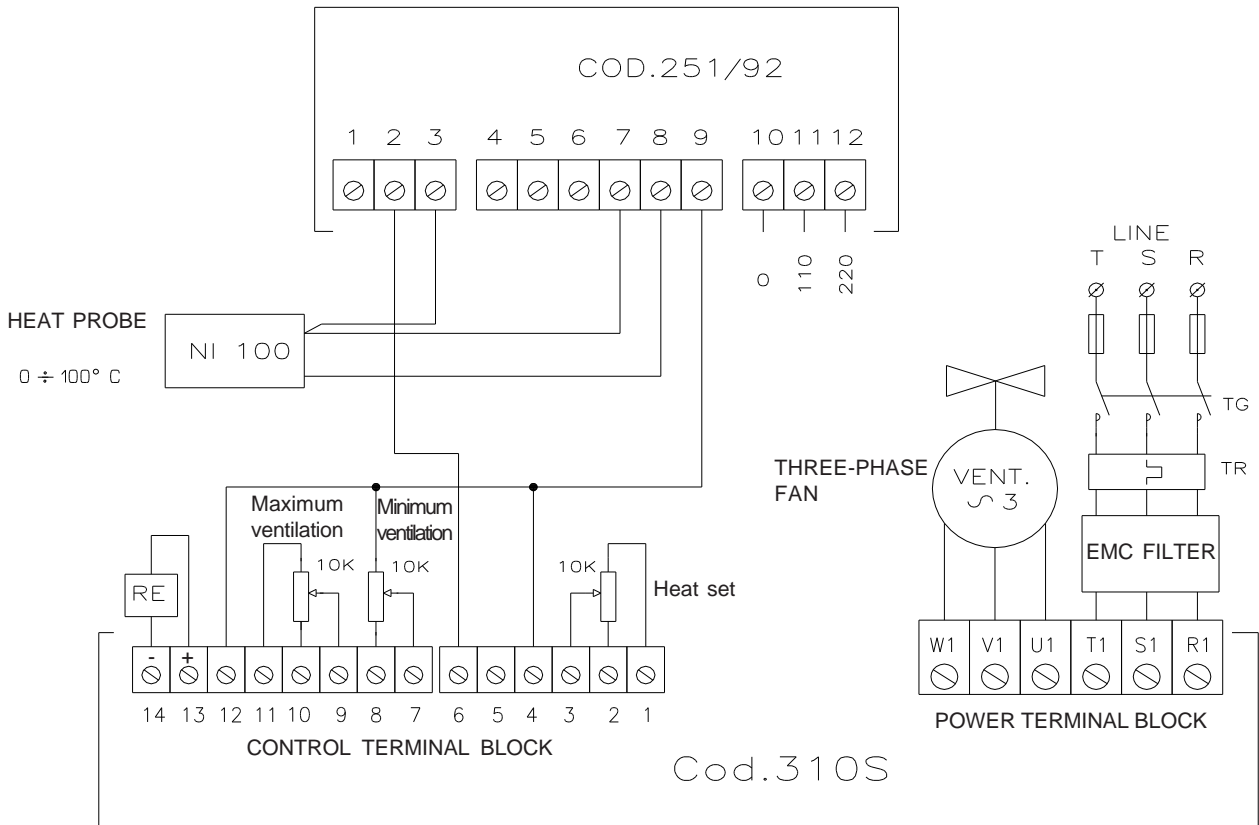 COD.251/92
1 2 3 4 5 6 7 8 9 10 11 12
0
110
220
LINE
T S R
HEAT PROBE
NI 100
0 ÷ 100° C
TG
TR
THREE-PHASE
FAN
VENT.
∿ 3
EMC FILTER
Maximum
ventilation
Minimum
ventilation
10K
10K
10K
Heat set
RE
- +
14 13 12 11 10 9 8 7 6 5 4 3 2 1
CONTROL TERMINAL BLOCK
W1 V1 U1 T1 S1 R1
POWER TERMINAL BLOCK
Cod.310S